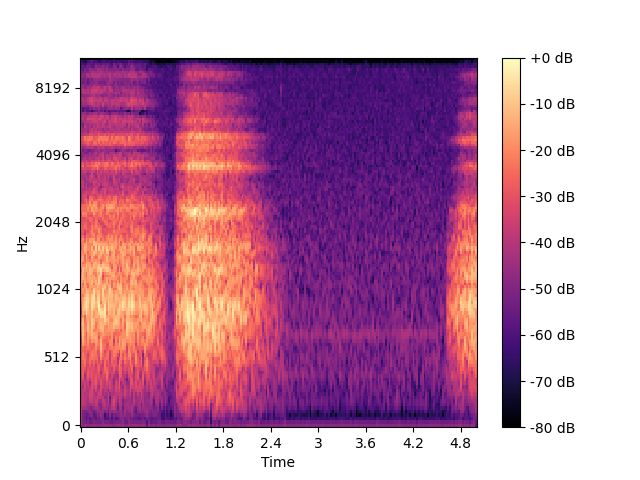 8192
4096
2048
1024
512
0
Hz
0 0.6 1.2 1.8 2.4 3 3.6 4.2 4.8
Time
+0 dB
-10 dB
-20 dB
-30 dB
-40 dB
-50 dB
-60 dB
-70 dB
-80 dB